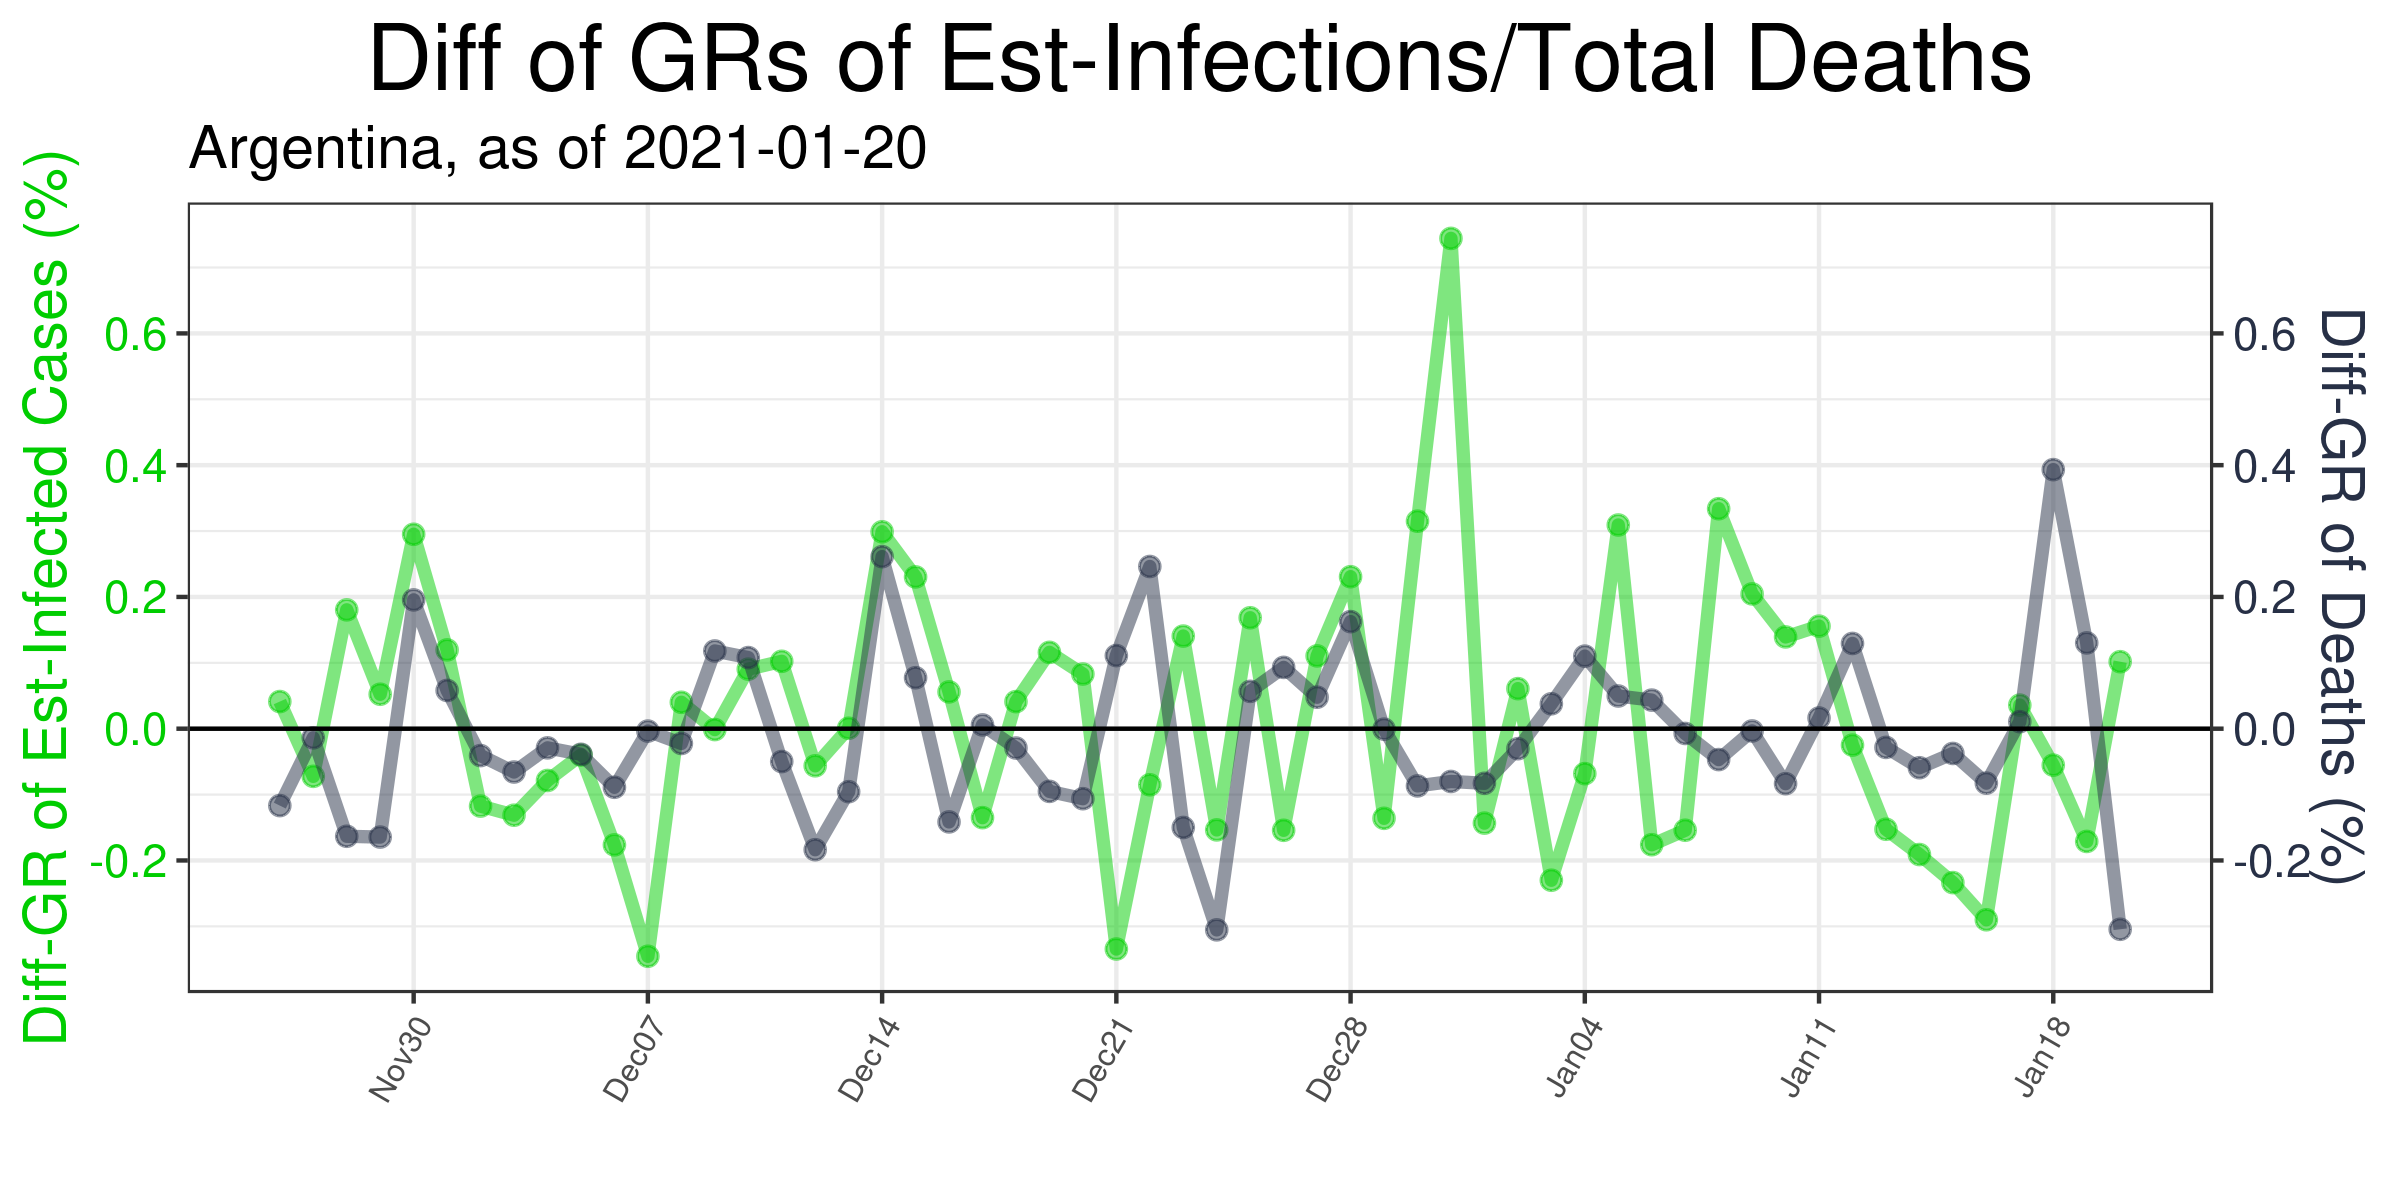 Diff of GRs of Est-Infections/Total Deaths
Argentina, as of 2021-01-20
Diff-GR of Est-Infected Cases (%)
0.6
0.4
0.2
0.0
-0.2
0.6
0.4
0.2
0.0
-0.2
Diff-GR of Deaths (%)
Nov30
Dec07
Dec14
Dec21
Dec28
Jan04
Jan11
Jan18